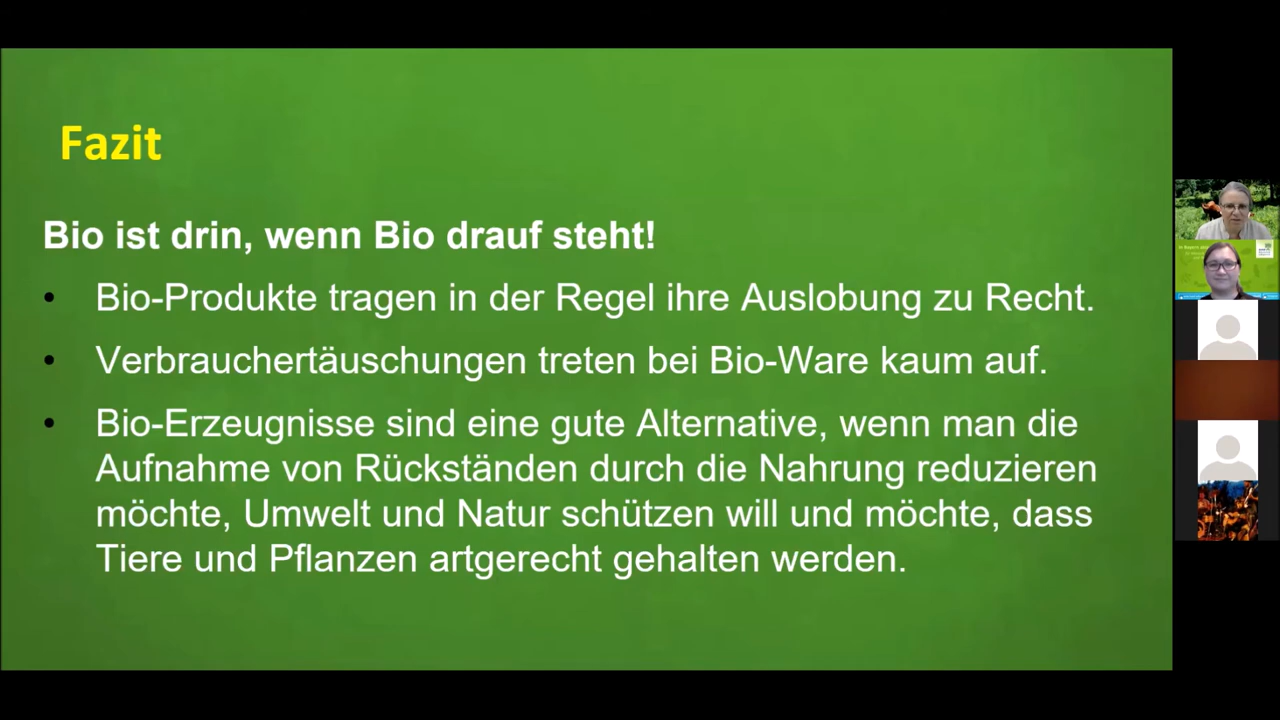 Fazit
Bio ist drin, wenn Bio drauf steht!
• Bio-Produkte tragen in der Regel ihre Auslobung zu Recht.
• Verbrauchertäuschungen treten bei Bio-Ware kaum auf.
• Bio-Erzeugnisse sind eine gute Alternative, wenn man die
Aufnahme von Rückständen durch die Nahrung reduzieren
möchte, Umwelt und Natur schützen will und möchte, dass
Tiere und Pflanzen artgerecht gehalten werden.